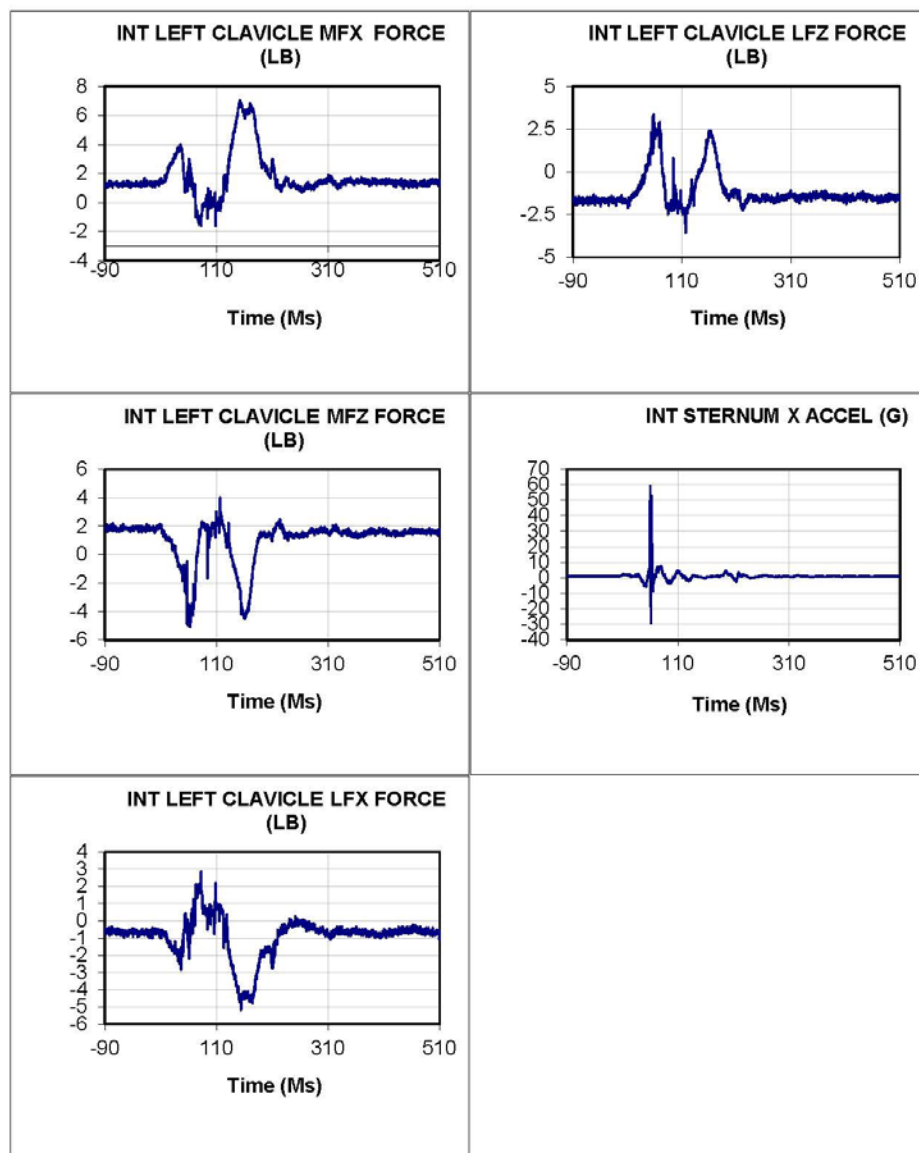 INT LEFT CLAVICLE MFX FORCE
(LB)
8
6
4
2
0
-2
-4
-90 110 310 510
Time (Ms)
INT LEFT CLAVICLE LFZ FORCE
(LB)
5
2.5
0
-2.5
-5
-90 110 310 510
Time (Ms)
INT LEFT CLAVICLE MFZ FORCE
(LB)
6
4
2
0
-2
-4
-6
-90 110 310 510
Time (Ms)
INT STERNUM X ACCEL (G)
70
60
50
40
30
20
10
0
-10
-20
-30
-40
-90 110 310 510
Time (Ms)
INT LEFT CLAVICLE LFX FORCE
(LB)
4
3
2
1
0
-1
-2
-3
-4
-5
-6
-90 110 310 510
Time (Ms)